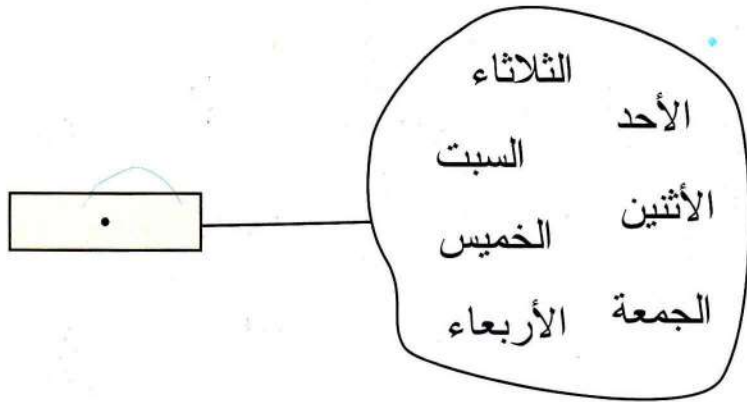 الثلاثاء
الأحد
السبت
الأثنين
الخميس
الجمعة
الأربعاء